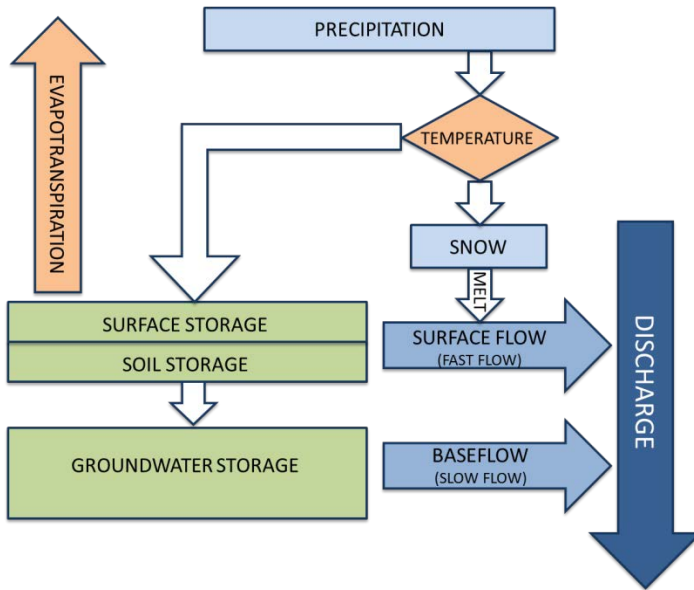 PRECIPITATION
EVAPOTRANSPIRATION
TEMPERATURE
SNOW
MELT
SURFACE STORAGE
SOIL STORAGE
SURFACE FLOW
(FAST FLOW)
DISCHARGE
GROUNDWATER STORAGE
BASEFLOW
(SLOW FLOW)